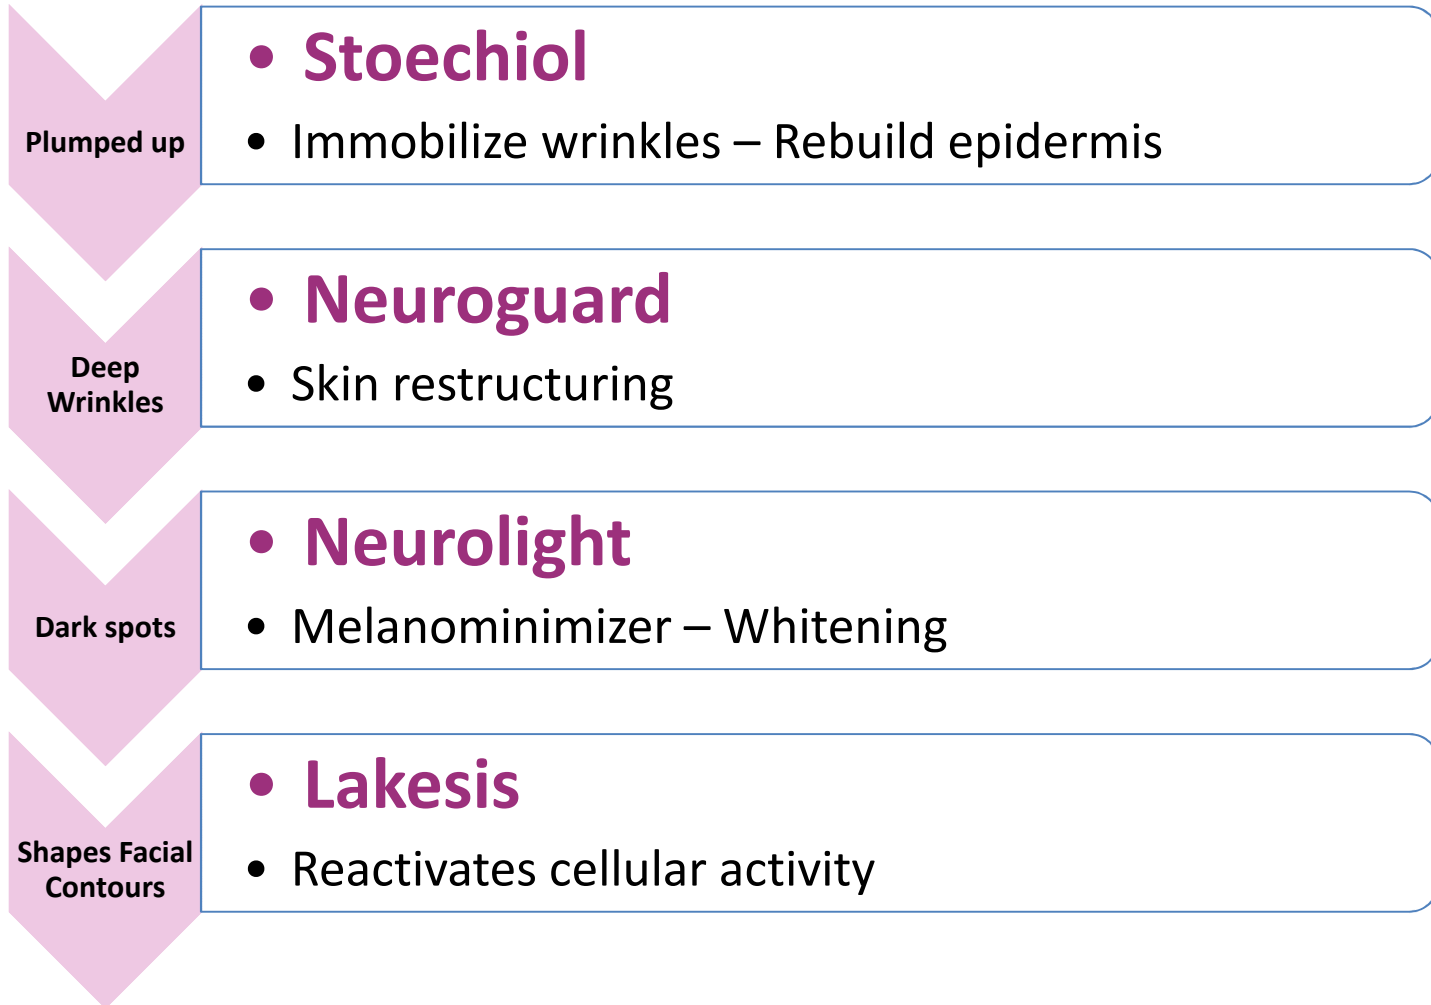 Plumped up
• Stoechiol
• Immobilize wrinkles – Rebuild epidermis
Deep
Wrinkles
• Neuroguard
• Skin restructuring
Dark spots
• Neurolight
• Melanominimizer – Whitening
Shapes Facial
Contours
• Lakesis
• Reactivates cellular activity